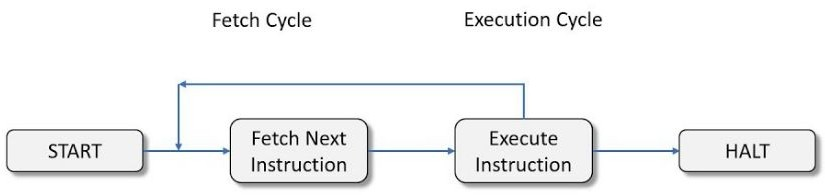 Fetch Cycle
Execution Cycle
START
Fetch Next
Instruction
Execute
Instruction
HALT